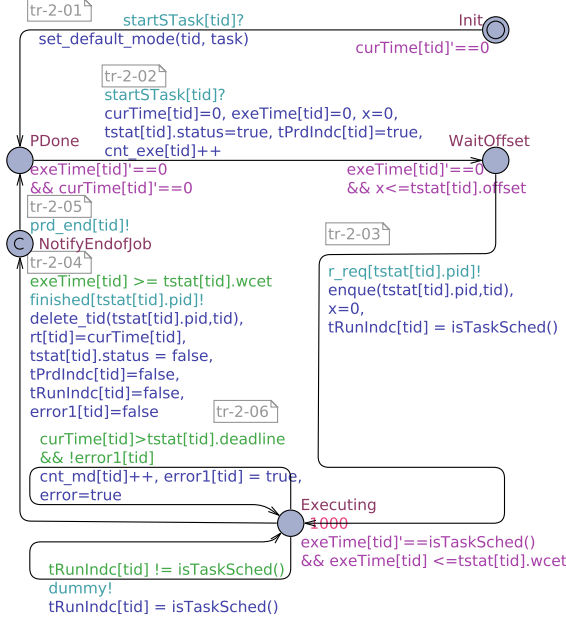 tr-2-01
startSTask[tid]?
set_default_mode(tid, task)
Init
curTime[tid]'==0
tr-2-02
startSTask[tid]?
curTime[tid]=0, exeTime[tid]=0, x=0,
tstat[tid].status=true, tPrdIndc[tid]=true,
cnt_exe[tid]++
PDone
exeTime[tid]'==0
&& curTime[tid]'==0
WaitOffset
exeTime[tid]'==0
&& x<=tstat[tid].offset
tr-2-05
prd_end[tid]!
C
NotifyEndofJob
tr-2-03
r_req[tstat[tid].pid]!
enque(tstat[tid].pid,tid),
x=0,
tRunIndc[tid] = isTaskSched()
tr-2-04
exeTime[tid] >= tstat[tid].wcet
finished[tstat[tid].pid]!
delete_tid(tstat[tid].pid,tid),
rt[tid]=curTime[tid],
tstat[tid].status = false,
tPrdIndc[tid]=false,
tRunIndc[tid]=false,
error1[tid]=false
tr-2-06
curTime[tid]>tstat[tid].deadline
&& !error1[tid]
cnt_md[tid]++, error1[tid] = true,
error=true
Executing
1000
exeTime[tid]'==isTaskSched()
&& exeTime[tid] <=tstat[tid].wcet
tRunIndc[tid] != isTaskSched()
dummy!
tRunIndc[tid] = isTaskSched()